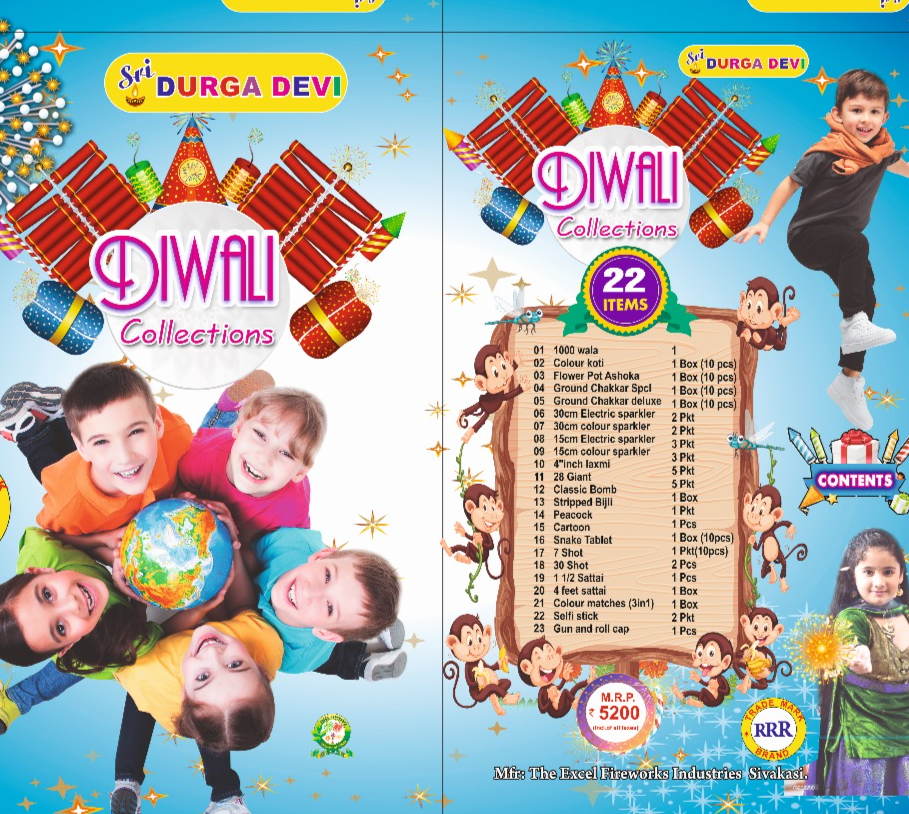 Sri
DURGA DEVI
DIWALI
Collections
Sri
DURGA DEVI
DIWALI
Collections
22
ITEMS
01 1000 wala
02 Colour koti
03 Flower Pot Ashoka
04 Ground Chakkar Spcl
05 Ground Chakkar deluxe
06 30cm Electric sparkler
07 30cm colour sparkler
08 15cm Electric sparkler
09 15cm colour sparkler
10 4"inch laxmi
11 28 Giant
12 Classic Bomb
13 Stripped Bijli
14 Peacock
15 Cartoon
16 Snake Tablet
17 7 Shot
18 30 Shot
19 1 1/2 Sattai
20 4 feet sattai
21 Colour matches (3in1)
22 Selfi stick
23 Gun and roll cap
1
1 Box (10 pcs)
1 Box (10 pcs)
1 Box (10 pcs)
1 Box (10 pcs)
2 Pkt
2 Pkt
3 Pkt
3 Pkt
5 Pkt
5 Pkt
1 Box
1 Pkt
1 Pcs
1 Box (10pcs)
1 Pkt(10pcs)
2 Pcs
1 Pcs
1 Box
1 Box
2 Pkt
1 Pcs
CONTENTS
M.R.P.
₹ 5200
(Incl.of all taxes)
TRADE MARK
RRR
BRAND
Mfr: The Excel Fireworks Industries Sivakasi.